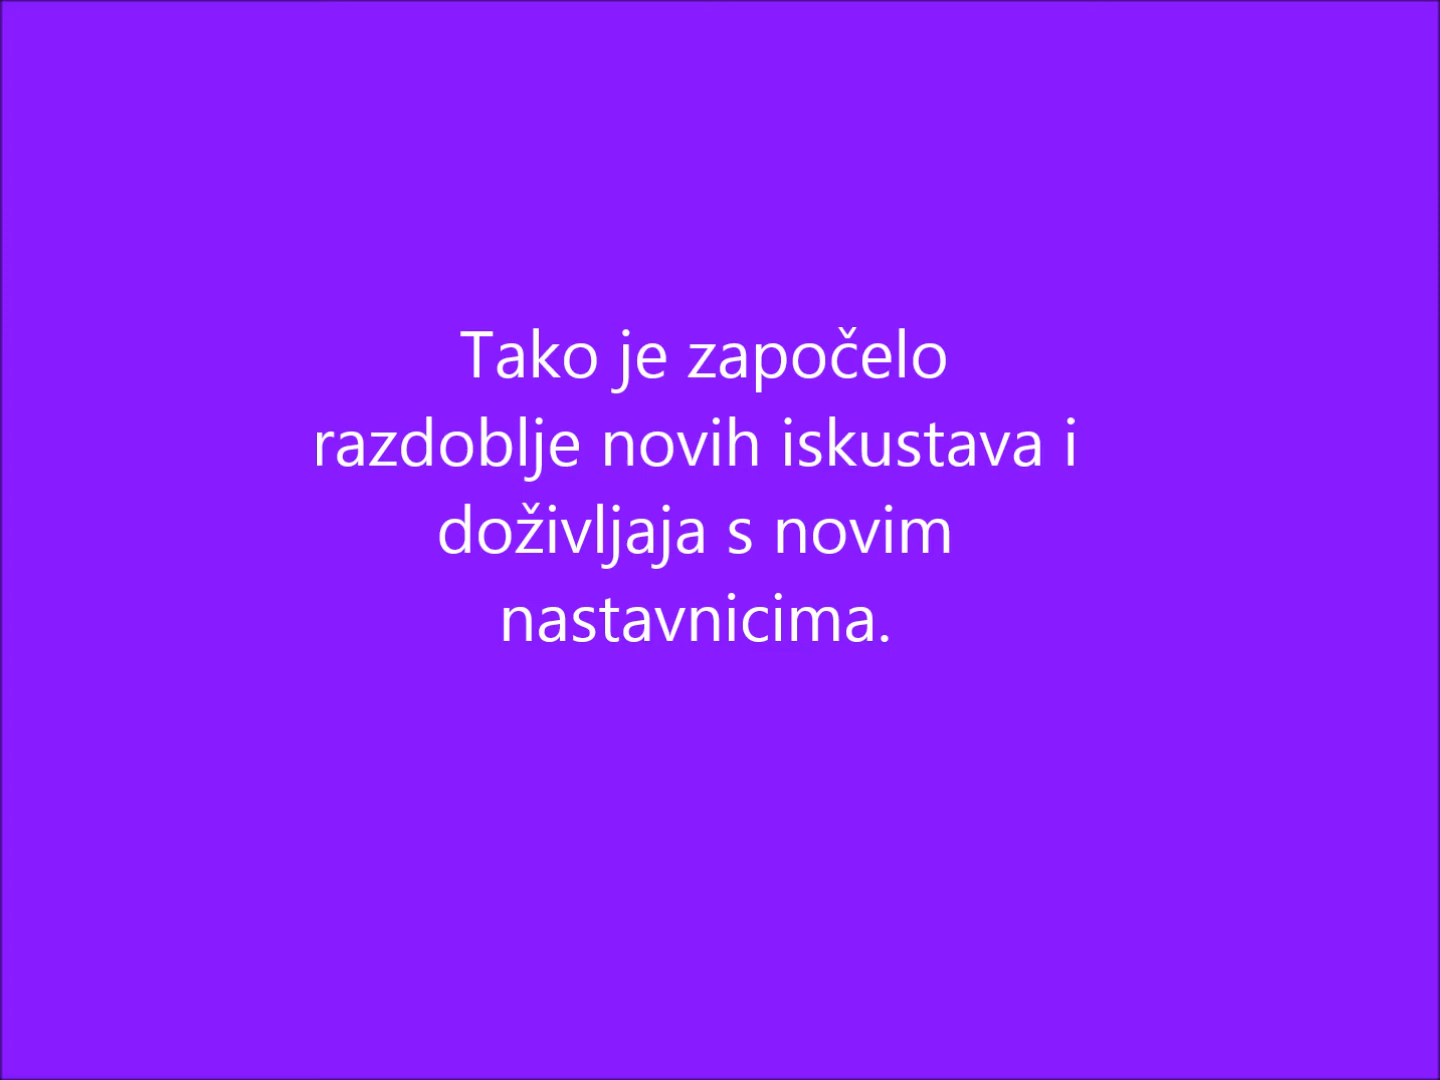 Tako je započelo
razdoblje novih iskustava i
doživljaja s novim
nastavnicima.